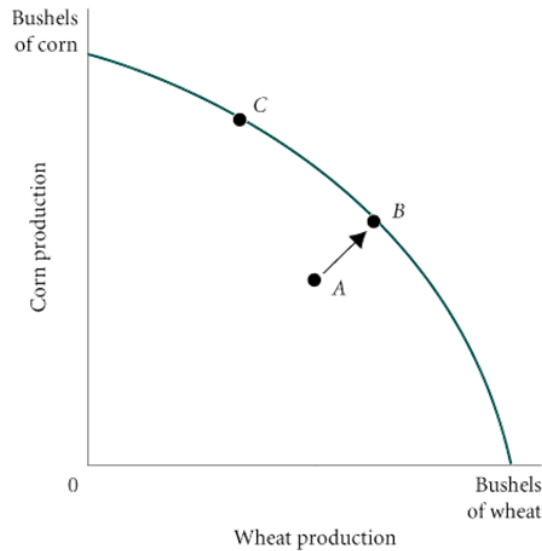 Bushels
of corn
C
B
Corn production
A
0
Bushels
of wheat
Wheat production